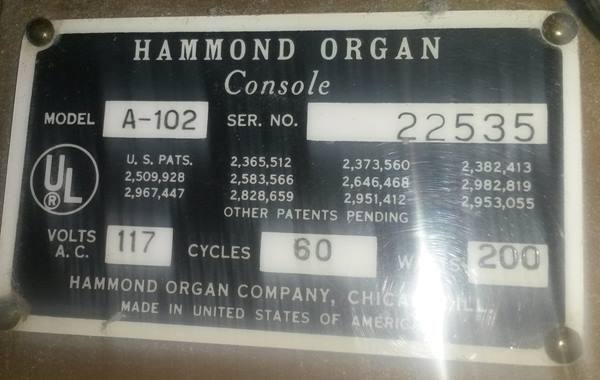 HAMMOND ORGAN
Console
MODEL A-102 SER. NO. 22535
UL ®
U. S. PATS. 2,365,512 2,373,560 2,382,413
2,509,928 2,583,566 2,646,468 2,982,819
2,967,447 2,828,659 2,951,412 2,953,055
OTHER PATENTS PENDING
VOLTS A. C. 117 CYCLES 60 WATTS 200
HAMMOND ORGAN COMPANY, CHICAGO, ILL.
MADE IN UNITED STATES OF AMERICA